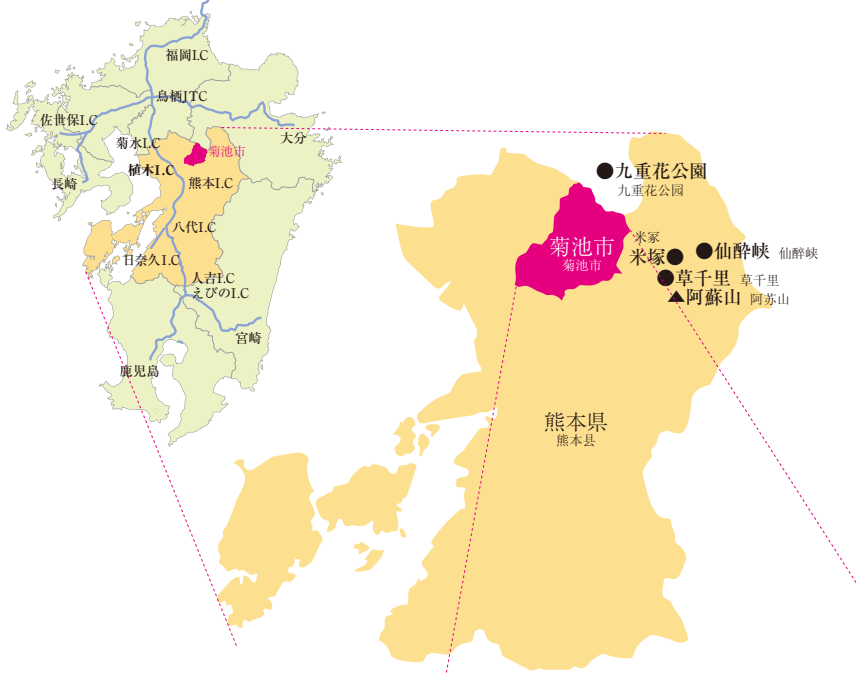 福岡I.C
鳥栖JTC
佐世保I.C
大分
菊水I.C
菊池市
植木I.C
長崎
熊本I.C
八代I.C
日奈久I.C
人吉I.C
えびのI.C
宮崎
鹿児島
九重花公園
九重花公园
菊池市
菊池市
米冢
米塚
仙酔峡 仙醉峡
草千里 草千里
阿蘇山 阿苏山
熊本県
熊本县